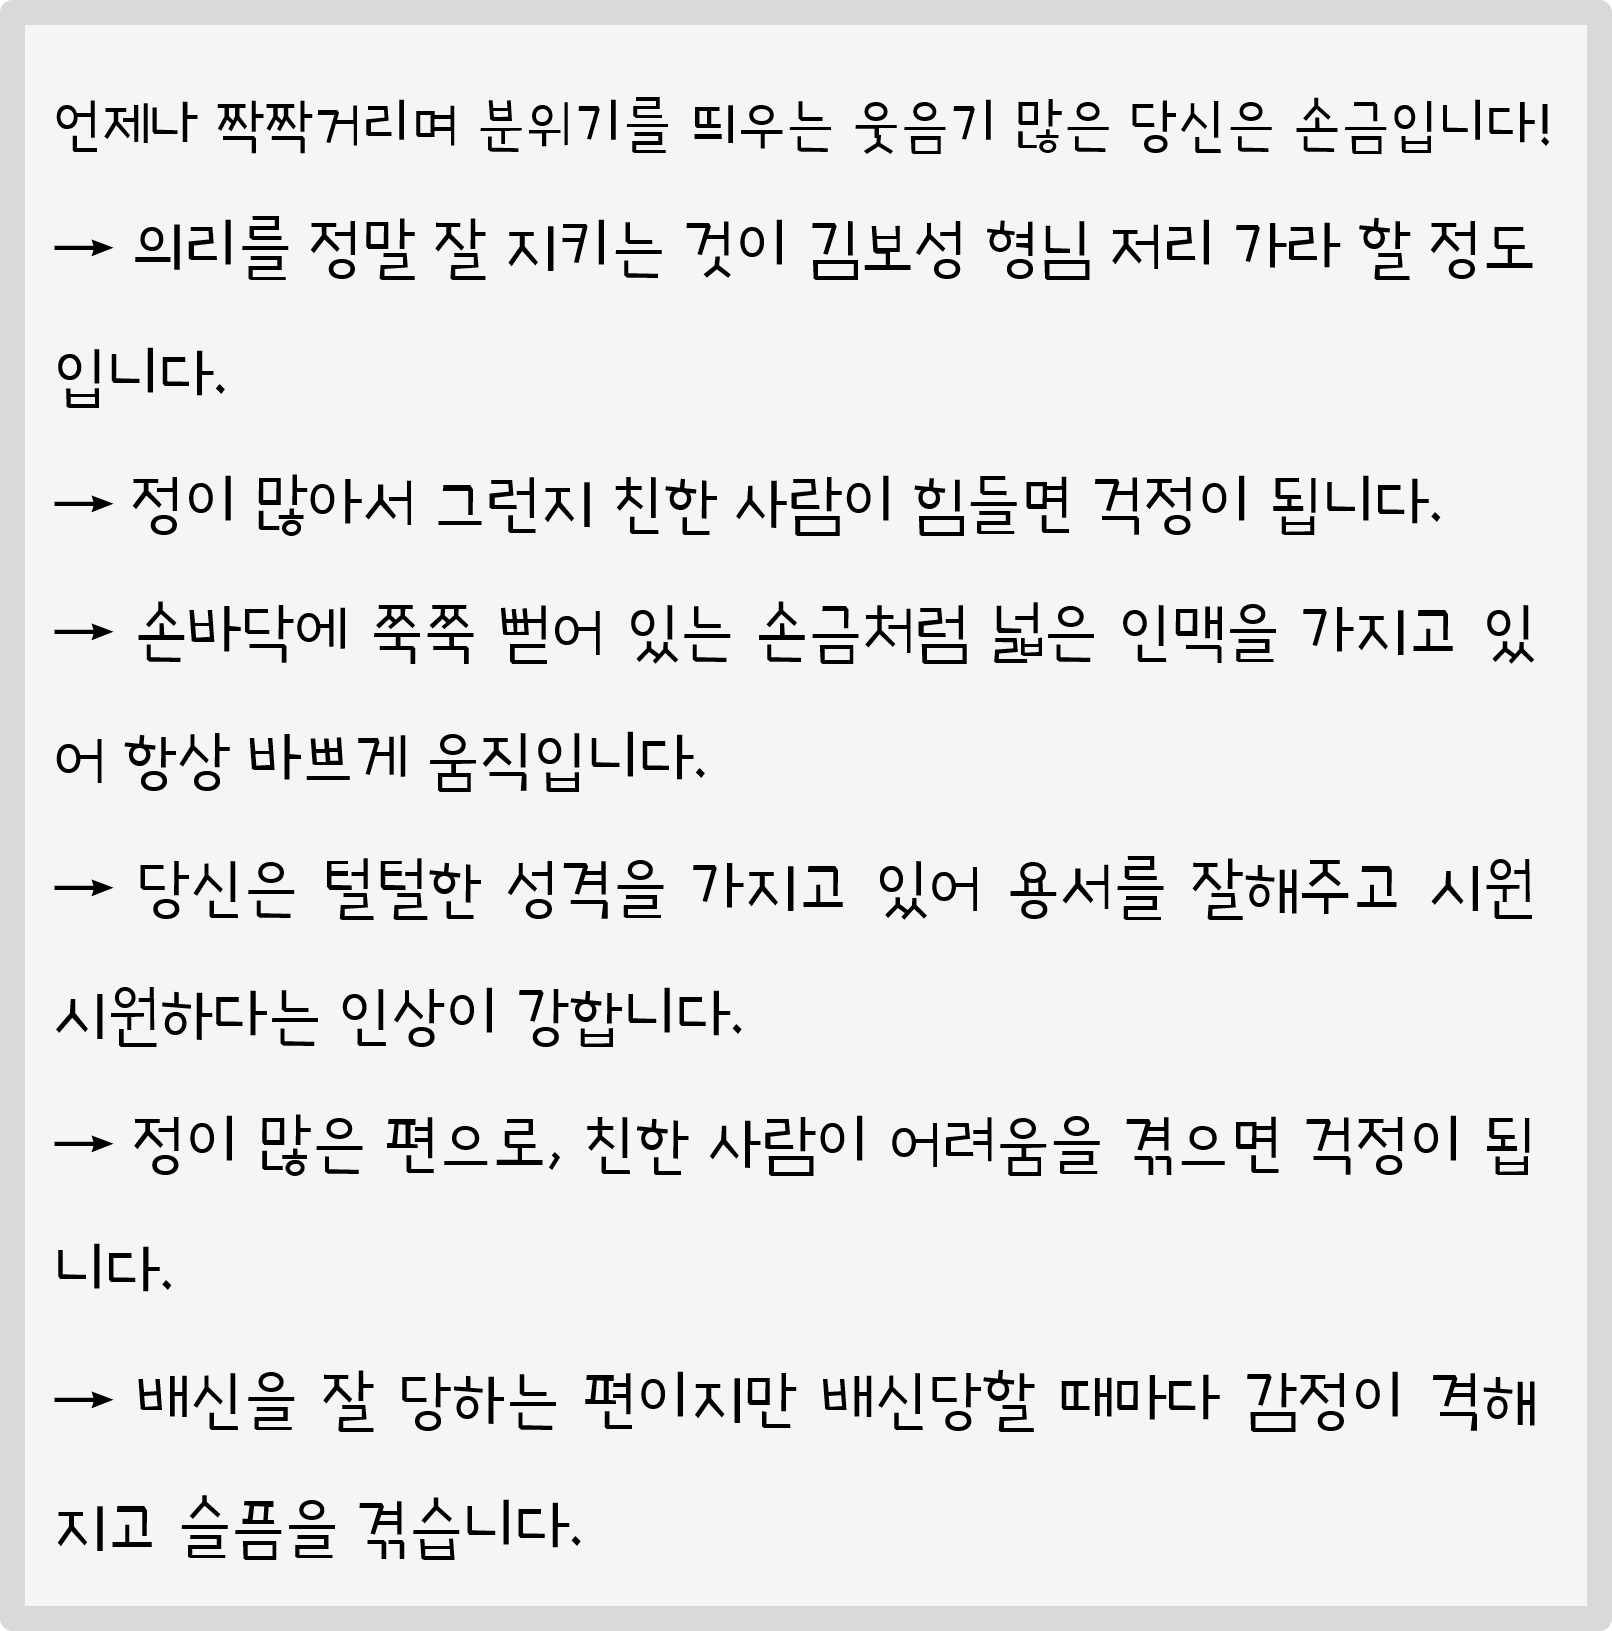 언제나 짝짝거리며 분위기를 띄우는 웃음기 많은 당신은 손금입니다!
→ 의리를 정말 잘 지키는 것이 김보성 형님 저리 가라 할 정도
입니다.
→ 정이 많아서 그런지 친한 사람이 힘들면 걱정이 됩니다.
→ 손바닥에 쭉쭉 뻗어 있는 손금처럼 넓은 인맥을 가지고 있
어 항상 바쁘게 움직입니다.
→ 당신은 털털한 성격을 가지고 있어 용서를 잘해주고 시원
시원하다는 인상이 강합니다.
→ 정이 많은 편으로, 친한 사람이 어려움을 겪으면 걱정이 됩
니다.
→ 배신을 잘 당하는 편이지만 배신당할 때마다 감정이 격해
지고 슬픔을 겪습니다.